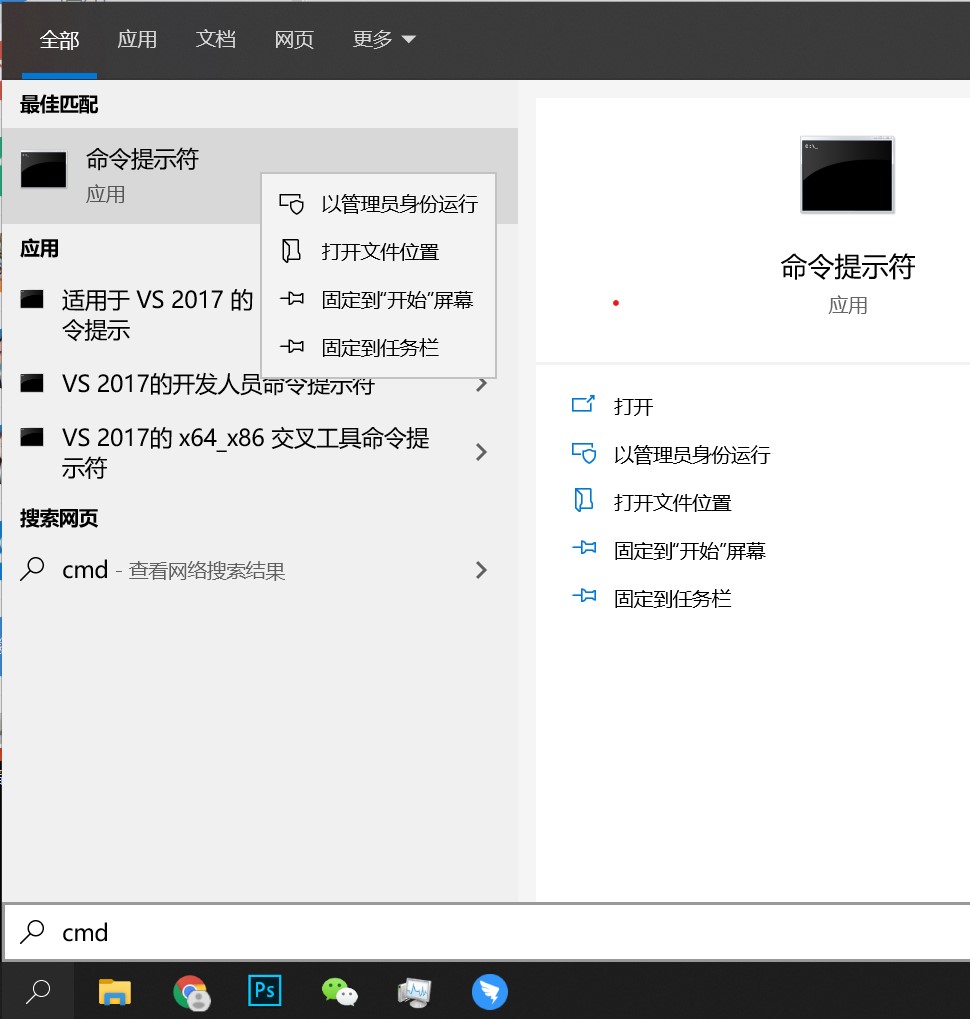 全部 应用 文档 网页 更多
最佳匹配
命令提示符
应用
以管理员身份运行
打开文件位置
固定到“开始”屏幕
固定到任务栏
应用
适用于 VS 2017 的
令提示
VS 2017的开发人员命令提示符
VS 2017的 x64_x86 交叉工具命令提
示符
搜索网页
cmd - 查看网络搜索结果
命令提示符
应用
打开
以管理员身份运行
打开文件位置
固定到“开始”屏幕
固定到任务栏
cmd
Ps